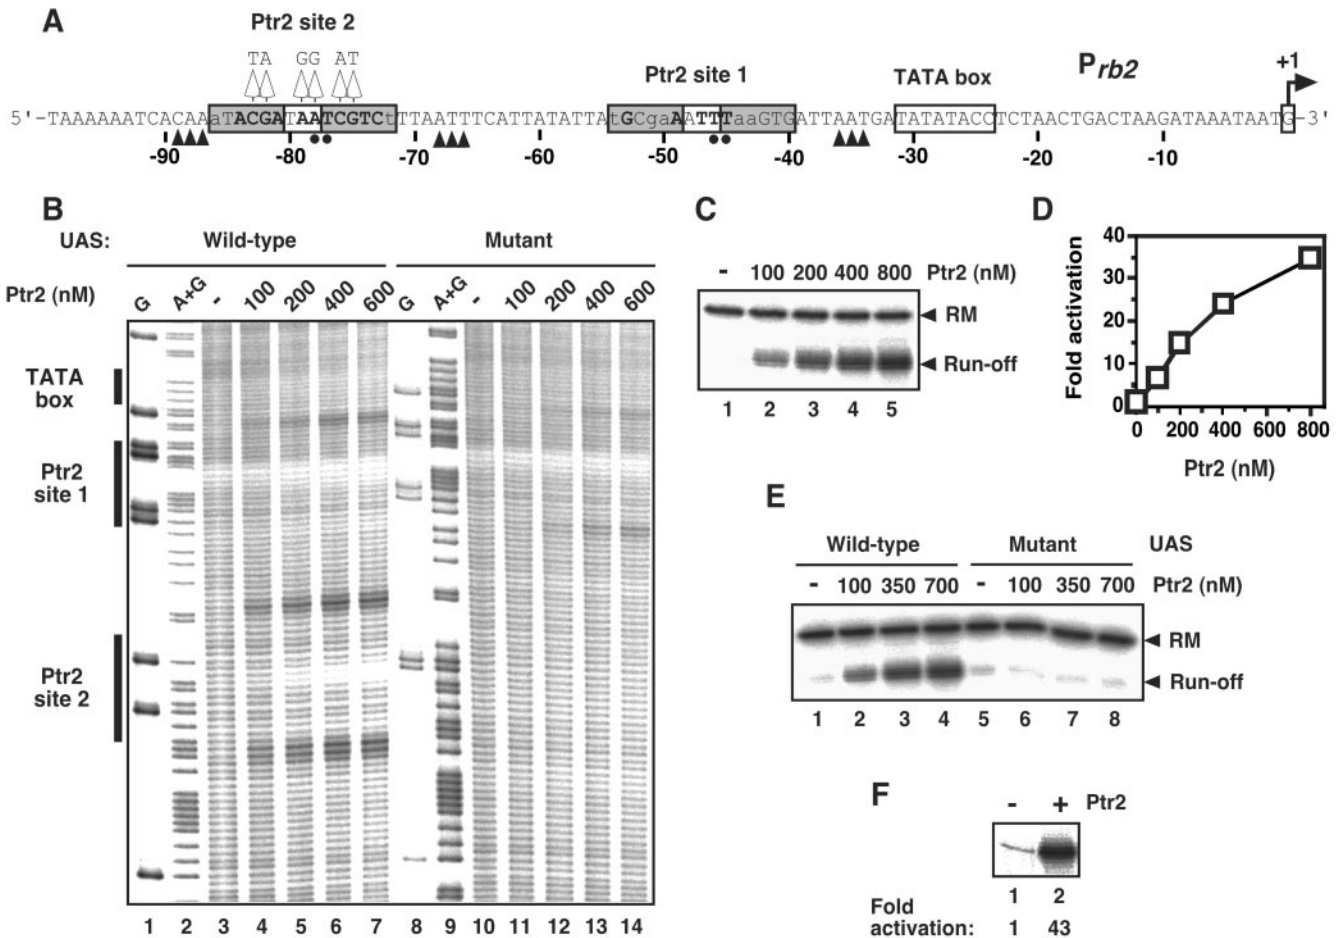 A
Ptr2 site 2
TA GG AT
Ptr2 site 1
TATA box
Prb2
+1
5'-TAAAAAATCACAAaTACGATAATCGTCtTTAATTTCATTATATTAtGCgaAATTTaaGTGATTAATGATATATACCTCTAACTGACTAAGATAAATAATG-3'
-90 -80 -70 -60 -50 -40 -30 -20 -10
B
UAS: Wild-type Mutant
Ptr2 (nM) G A+G - 100 200 400 600 G A+G - 100 200 400 600
TATA box
Ptr2 site 1
Ptr2 site 2
1 2 3 4 5 6 7 8 9 10 11 12 13 14
C
- 100 200 400 800 Ptr2 (nM)
RM
Run-off
1 2 3 4 5
D
Fold activation
40
30
20
10
0
0 200 400 600 800
Ptr2 (nM)
E
Wild-type Mutant UAS
- 100 350 700 - 100 350 700 Ptr2 (nM)
RM
Run-off
1 2 3 4 5 6 7 8
F
- + Ptr2
1 2
Fold activation: 1 43